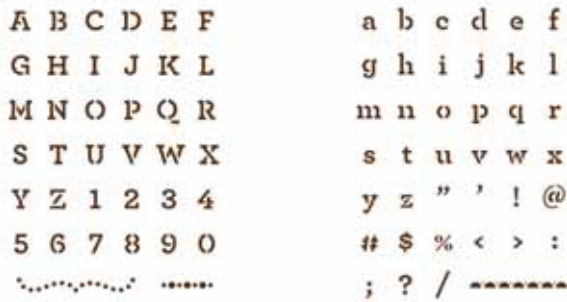 A B C D E F
G H I J K L
M N O P Q R
S T U V W X
Y Z 1 2 3 4
5 6 7 8 9 0
a b c d e f
g h i j k l
m n o p q r
s t u v w x
y z " ' ! @
# $ % < > :
; ? /